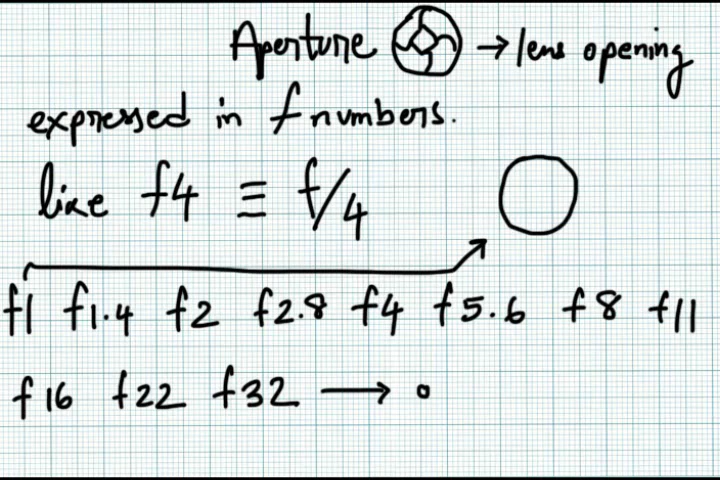 Aperture → lens opening
expressed in f numbers.
like f4 ≡ f/4
f1 f1.4 f2 f2.8 f4 f5.6 f8 f11
f16 f22 f32 →